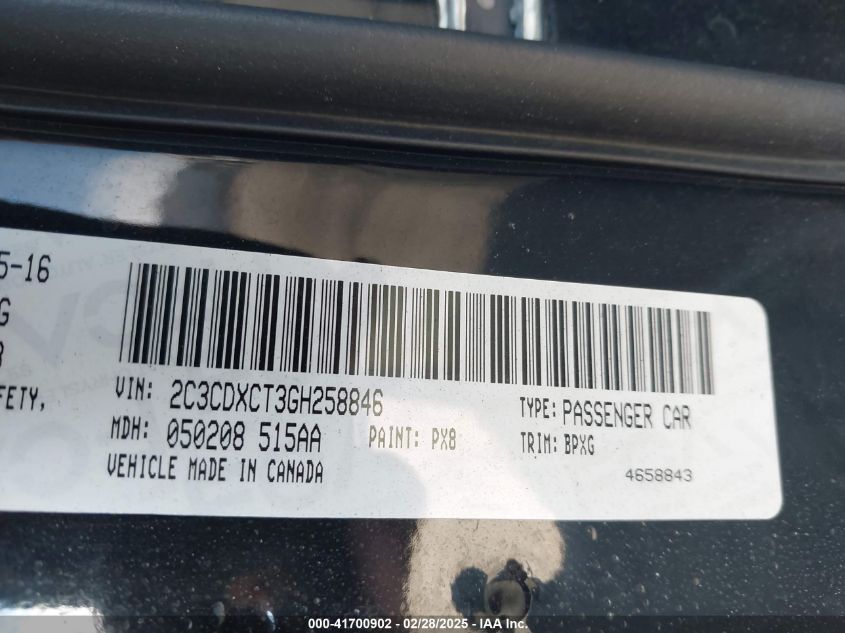 5-16
G
8
FETY,
VIN: 2C3CDXCT3GH258846
TYPE: PASSENGER CAR
MDH: 050208 515AA
PAINT: PX8
TRIM: BPXG
VEHICLE MADE IN CANADA
4658843
000-41700902 - 02/28/2025 - IAA Inc.